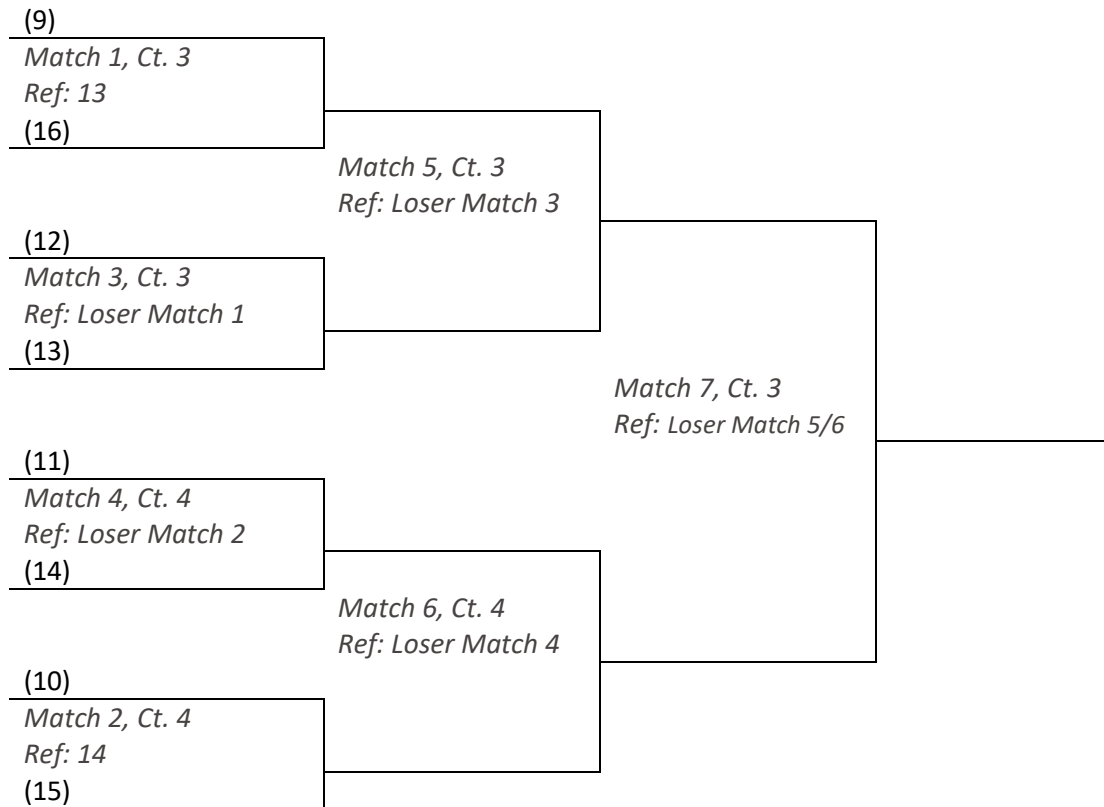 (9)
Match 1, Ct. 3
Ref: 13
(16)
Match 5, Ct. 3
Ref: Loser Match 3
(12)
Match 3, Ct. 3
Ref: Loser Match 1
(13)
Match 7, Ct. 3
Ref: Loser Match 5/6
(11)
Match 4, Ct. 4
Ref: Loser Match 2
(14)
Match 6, Ct. 4
Ref: Loser Match 4
(10)
Match 2, Ct. 4
Ref: 14
(15)